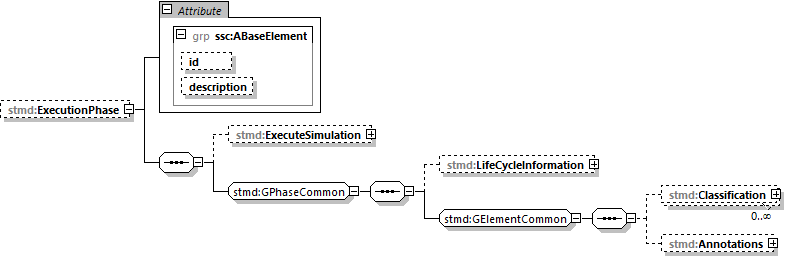 Attribute
grp ssc:ABaseElement
id
description
stmd:ExecutionPhase
stmd:ExecuteSimulation
stmd:GPhaseCommon
stmd:LifeCycleInformation
stmd:GElementCommon
stmd:Classification
0..∞
stmd:Annotations